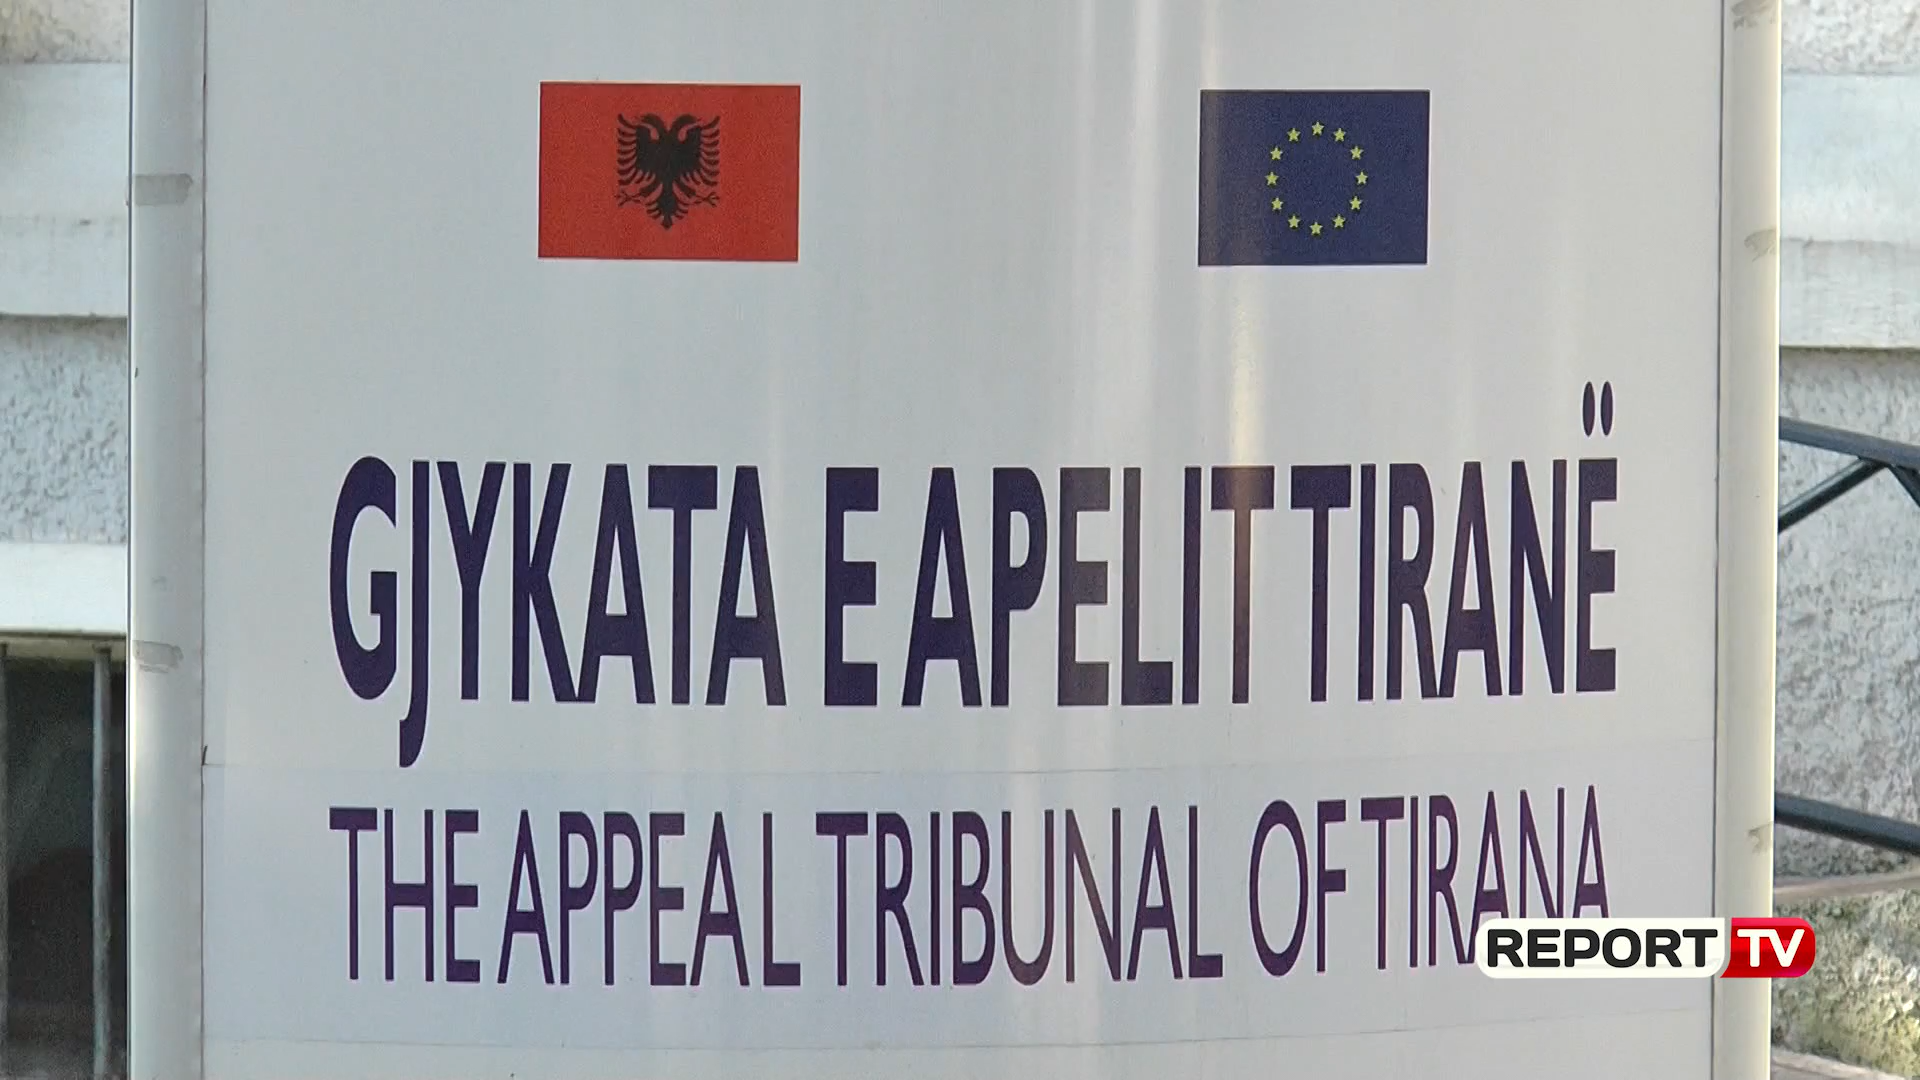 GJYKATA E APELIT TIRANË
THE APPEAL TRIBUNAL OF TIRANA
REPORT TV